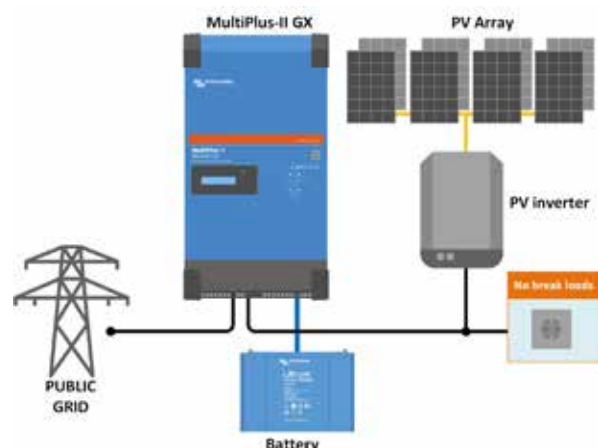 MultiPlus-II GX
PV Array
PV inverter
No break loads
PUBLIC
GRID
Battery